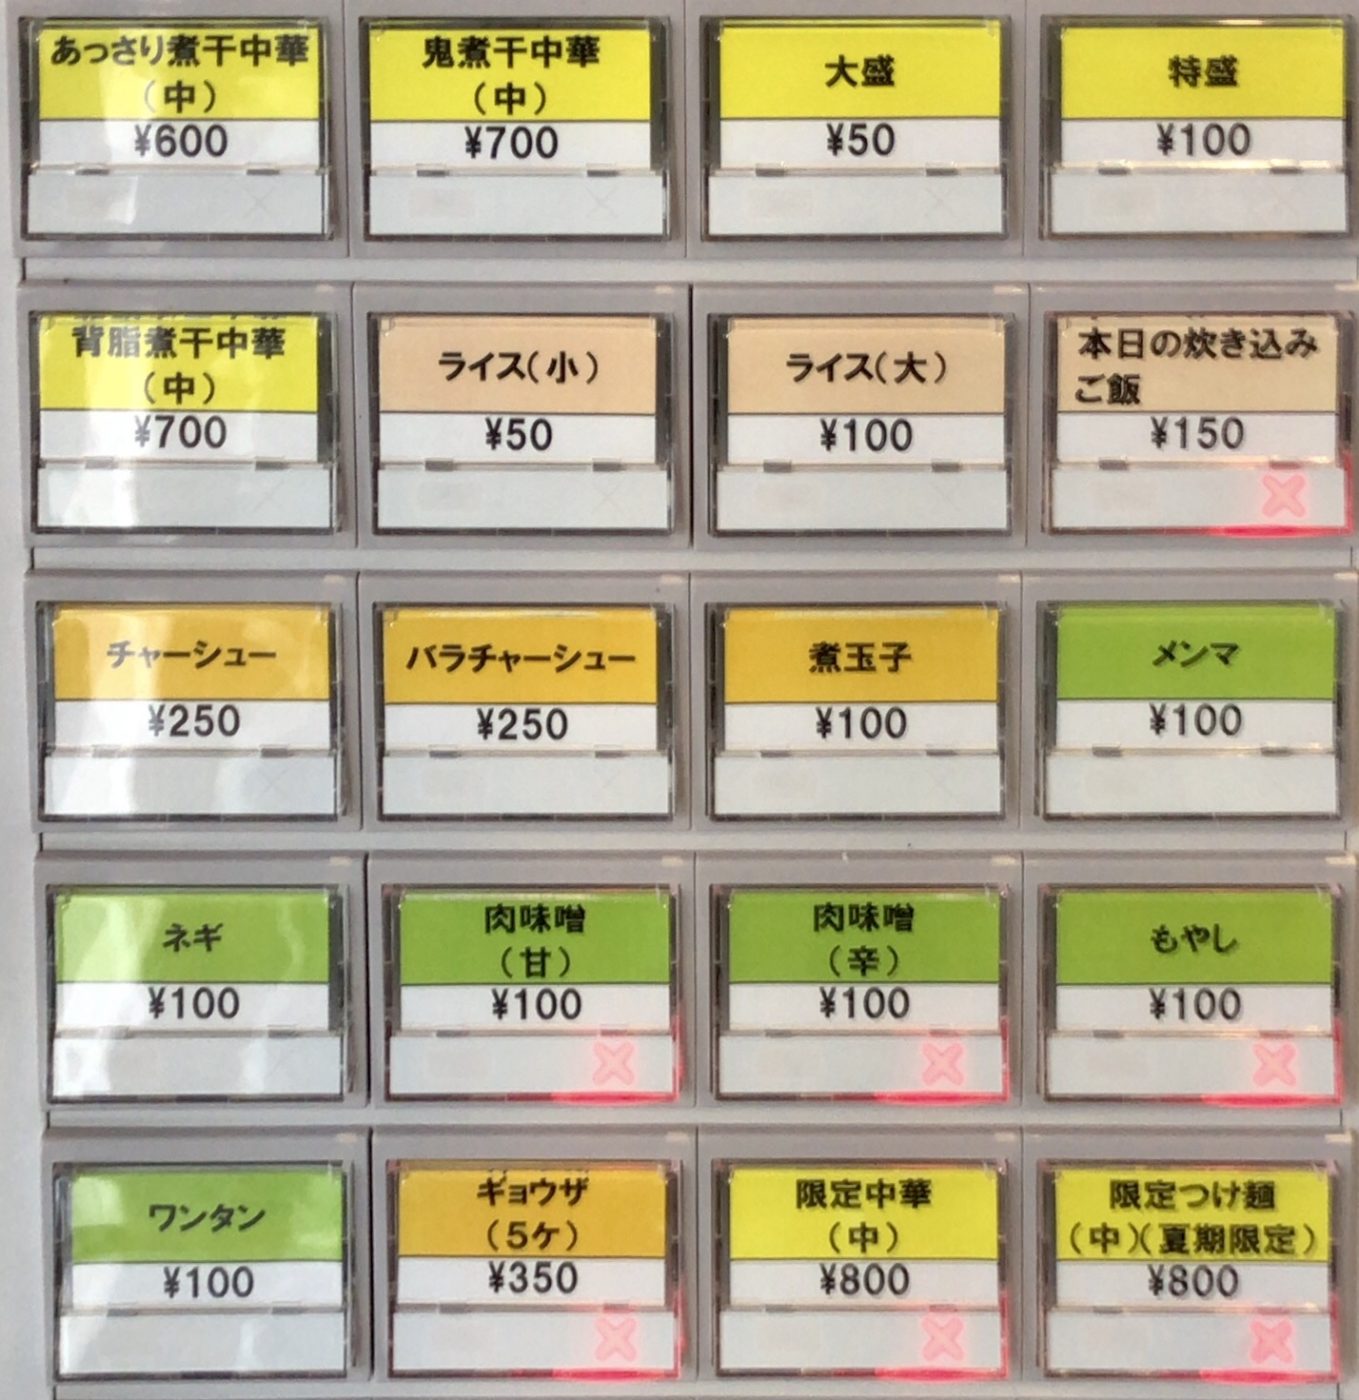 あっさり煮干中華
(中)
¥600
鬼煮干中華
(中)
¥700
大盛
¥50
特盛
¥100
背脂煮干中華
(中)
¥700
ライス(小)
¥50
ライス(大)
¥100
本日の炊き込み
ご飯
¥150
チャーシュー
¥250
バラチャーシュー
¥250
煮玉子
¥100
メンマ
¥100
ネギ
¥100
肉味噌
(甘)
¥100
肉味噌
(辛)
¥100
もやし
¥100
ワンタン
¥100
ギョウザ
(5ケ)
¥350
限定中華
(中)
¥800
限定つけ麺
(中)(夏期限定)
¥800